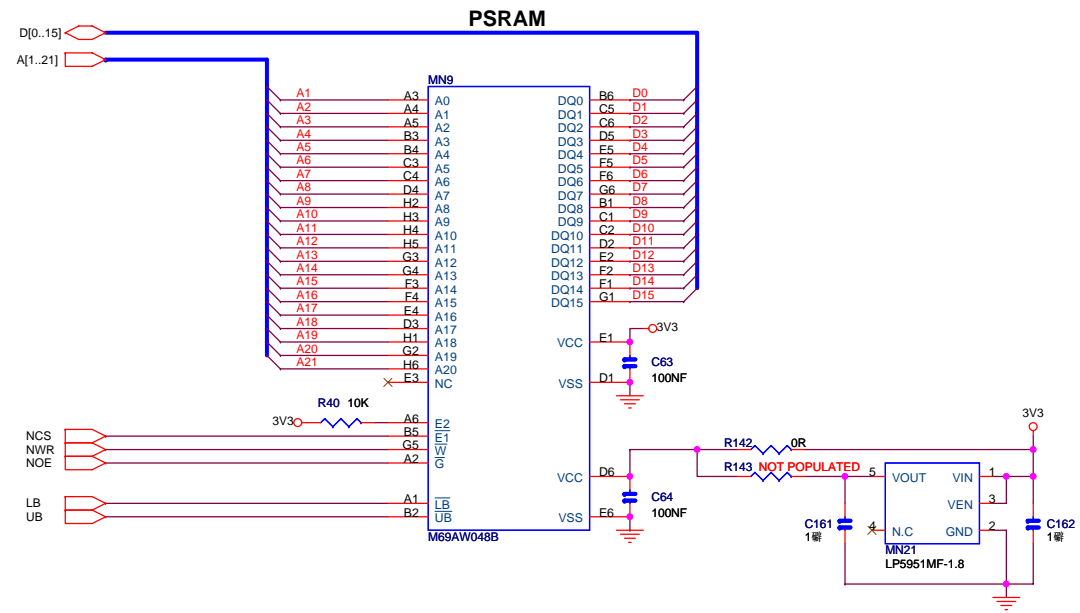 PSRAM
D[0..15]
A[1..21]
MN9
A1 A3 A0 DQ0 B6 D0
A2 A4 A1 DQ1 C5 D1
A3 A5 A2 DQ2 C6 D2
A4 B3 A3 DQ3 D5 D3
A5 B4 A4 DQ4 E5 D4
A6 C3 A5 DQ5 F5 D5
A7 C4 A6 DQ6 F6 D6
A8 D4 A7 DQ7 G6 D7
A9 H2 A8 DQ8 B1 D8
A10 H3 A9 DQ9 C1 D9
A11 H4 A10 DQ10 C2 D10
A12 H5 A11 DQ11 D2 D11
A13 G3 A12 DQ12 E2 D12
A14 G4 A13 DQ13 F2 D13
A15 F3 A14 DQ14 F1 D14
A16 F4 A15 DQ15 G1 D15
A17 E4 A16
A18 D3 A17
A19 H1 A18 VCC E1 3V3
A20 G2 A19
A21 H6 A20 C63
E3 NC VSS D1 100NF
R40 10K
3V3 A6 E2
NCS B5 E1
NWR G5 W
NOE A2 G
LB A1 LB
UB B2 UB
M69AW048B
VCC D6
C64
VSS E6 100NF
3V3
R142 0R
R143 NOT POPULATED
5 VOUT VIN 1
VEN 3
4 N.C GND 2
MN21
LP5951MF-1.8
C161
1礔
C162
1礔